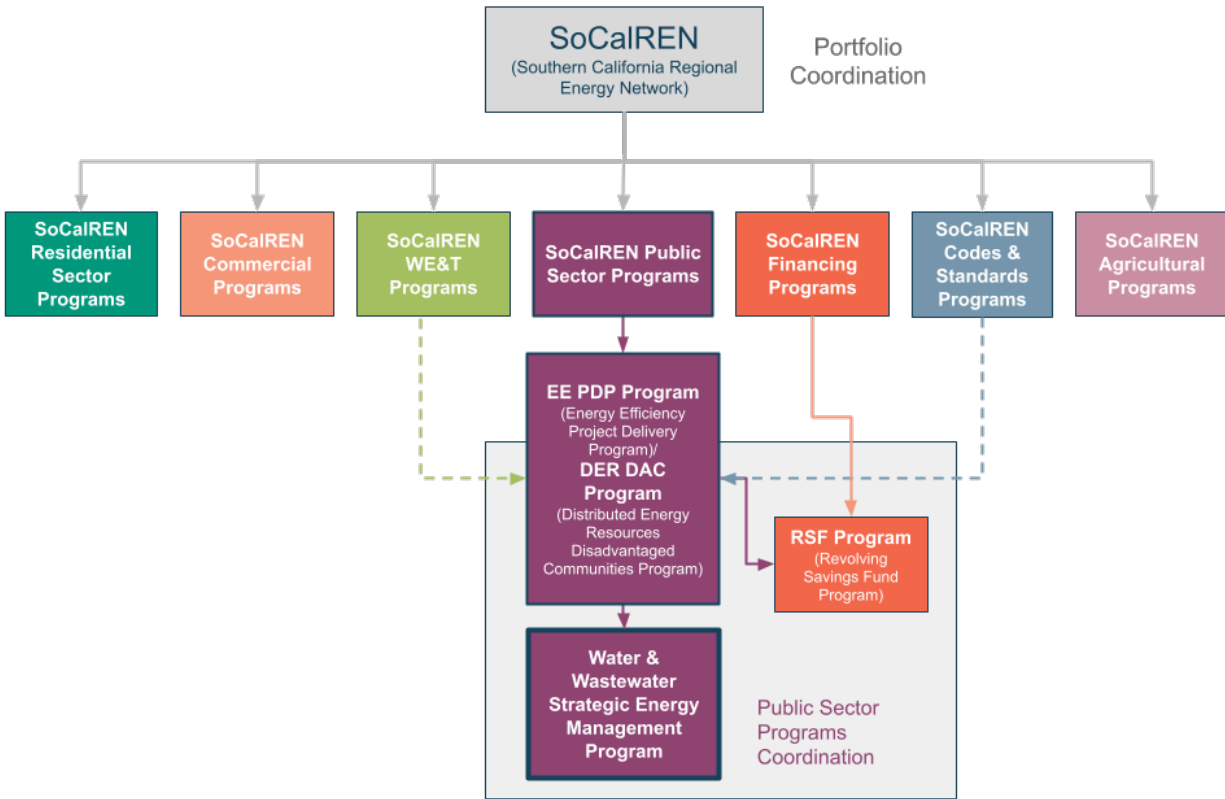 SoCalREN
(Southern California Regional
Energy Network)
Portfolio
Coordination
SoCalREN
Residential
Sector
Programs
SoCalREN
Commercial
Programs
SoCalREN
WE&T
Programs
SoCalREN Public
Sector Programs
SoCalREN
Financing
Programs
SoCalREN
Codes &
Standards
Programs
SoCalREN
Agricultural
Programs
EE PDP Program
(Energy Efficiency
Project Delivery
Program)/
DER DAC
Program
(Distributed Energy
Resources
Disadvantaged
Communities Program)
RSF Program
(Revolving
Savings Fund
Program)
Water &
Wastewater
Strategic Energy
Management
Program
Public Sector
Programs
Coordination